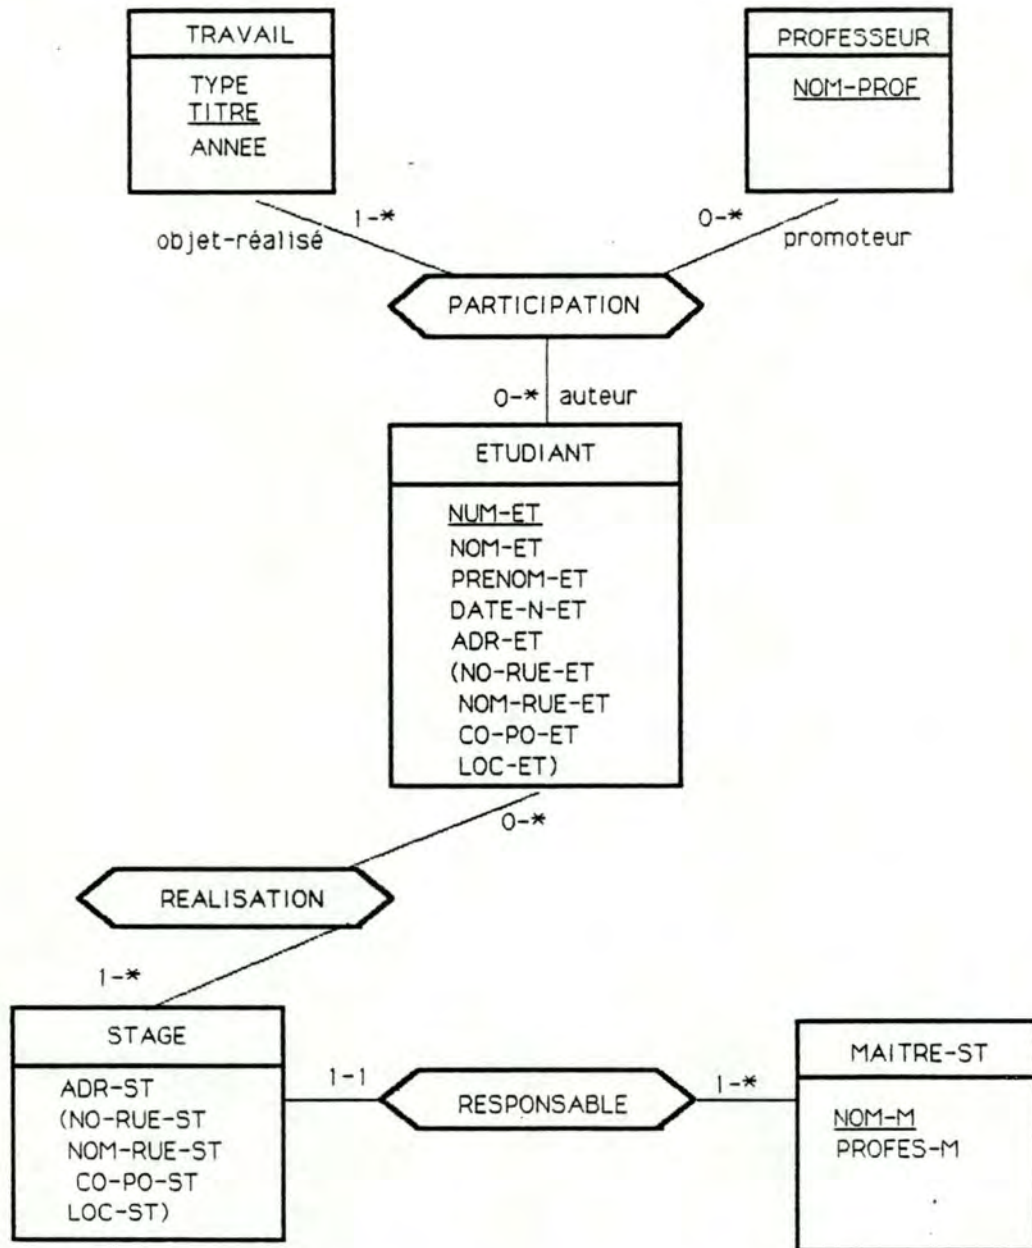 TRAVAIL
TYPE
TITRE
ANNEE
PROFESSEUR
NOM-PROF
1-*
objet-réalisé
0-*
promoteur
PARTICIPATION
0-* auteur
ETUDIANT
NUM-ET
NOM-ET
PRENOM-ET
DATE-N-ET
ADR-ET
(NO-RUE-ET
NOM-RUE-ET
CO-PO-ET
LOC-ET)
0-*
REALISATION
1-*
STAGE
ADR-ST
(NO-RUE-ST
NOM-RUE-ST
CO-PO-ST
LOC-ST)
1-1
RESPONSABLE
1-*
MAITRE-ST
NOM-M
PROFES-M